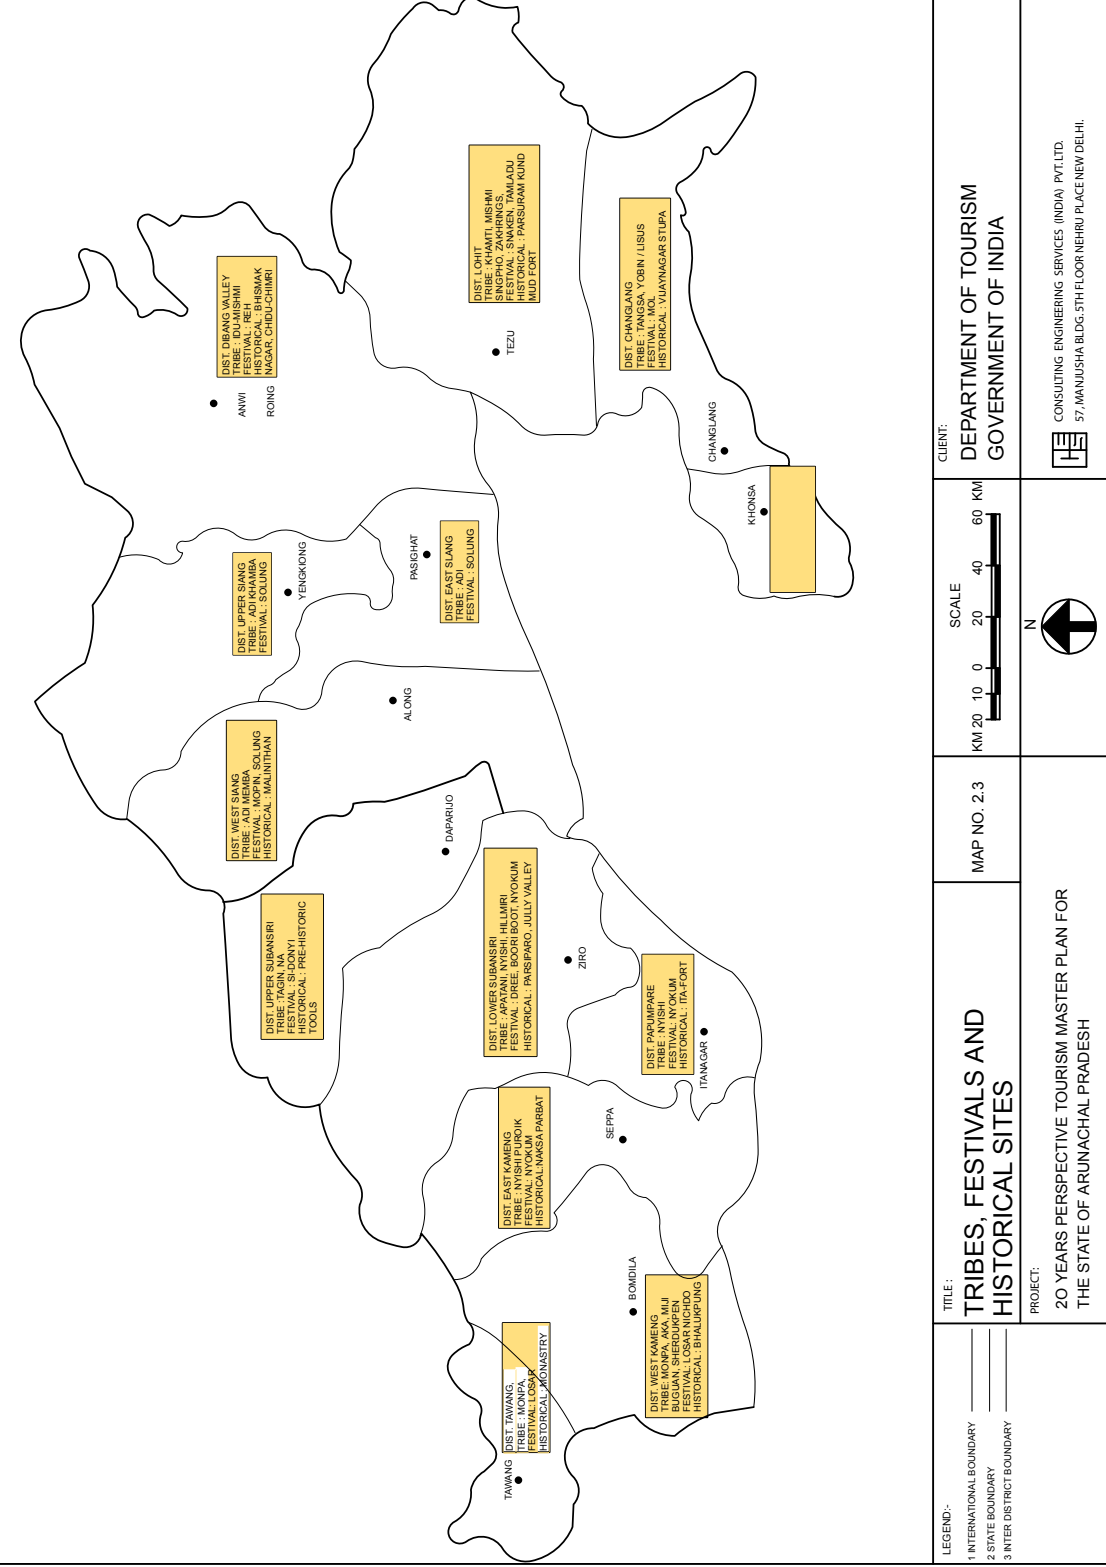 DIST. TAWANG,
TRIBE : MONPA,
FESTIVAL: LOSAR
HISTORICAL : MONASTRY
TAWANG
DIST. WEST KAMENG
TRIBE: MONPA, AKA, MIJI
BUGUAN, SHERDUKPEN
FESTIVAL: LOSAR NICHDO
HISTORICAL : BHALUKPUNG
BOMDILA
DIST. EAST KAMENG
TRIBE : NYISHI PUROIK
FESTIVAL: NYOKUM
HISTORICAL:NAKSA PARBAT
SEPPA
DIST. PAPUMPARE
TRIBE : NYISHI
FESTIVAL: NYOKUM
HISTORICAL : ITA-FORT
ITANAGAR
DIST. LOWER SUBANSIRI
TRIBE : APATANI, NYISHI, HILLMIRI
FESTIVAL : DREE, BOORI BOOT, NYOKUM
HISTORICAL : PARSIPARO, JULLY VALLEY
ZIRO
DIST. UPPER SUBANSIRI
TRIBE :TAGIN, NA
FESTIVAL : SI-DONYI
HISTORICAL : PRE-HISTORIC
TOOLS
DAPARIJO
DIST. WEST SIANG
TRIBE : ADI MEMBA
FESTIVAL : MOPIN, SOLUNG
HISTORICAL : MALINITHAN
ALONG
DIST. UPPER SIANG
TRIBE : ADI KHAMBA
FESTIVAL : SOLUNG
YENGKIONG
DIST. EAST SLANG
TRIBE : ADI
FESTIVAL : SOLUNG
PASIGHAT
DIST. DIBANG VALLEY
TRIBE : IDU-MISHMI
FESTIVAL : REH
HISTORICAL : BHISMAK
NAGAR, CHIDU-CHIMRI
ANWI
ROING
DIST. LOHIT
TRIBE : KHAMTI, MISHMI
SINGPHO, ZAKHRINGS,
FESTIVAL : SNAKEN, TAMLADU
HISTORICAL : PARSURAM KUND
MUD FORT
TEZU
DIST. CHANGLANG
TRIBE : TANGSA, YOBIN / LISUS
FESTIVAL : MOL
HISTORICAL : VIJAYNAGAR STUPA
CHANGLANG
KHONSA
LEGEND:-
1 INTERNATIONAL BOUNDARY
2 STATE BOUNDARY
3 INTER DISTRICT BOUNDARY
TITLE :
TRIBES, FESTIVALS AND
HISTORICAL SITES
MAP NO. 2.3
PROJECT:
20 YEARS PERSPECTIVE TOURISM MASTER PLAN FOR
THE STATE OF ARUNACHAL PRADESH
SCALE
KM 20 10 0 20 40 60 KM
N
CLIENT:
DEPARTMENT OF TOURISM
GOVERNMENT OF INDIA
CONSULTING ENGINEERING SERVICES (INDIA) PVT.LTD.
57, MANJUSHA BLDG. 5TH FLOOR NEHRU PLACE NEW DELHI.